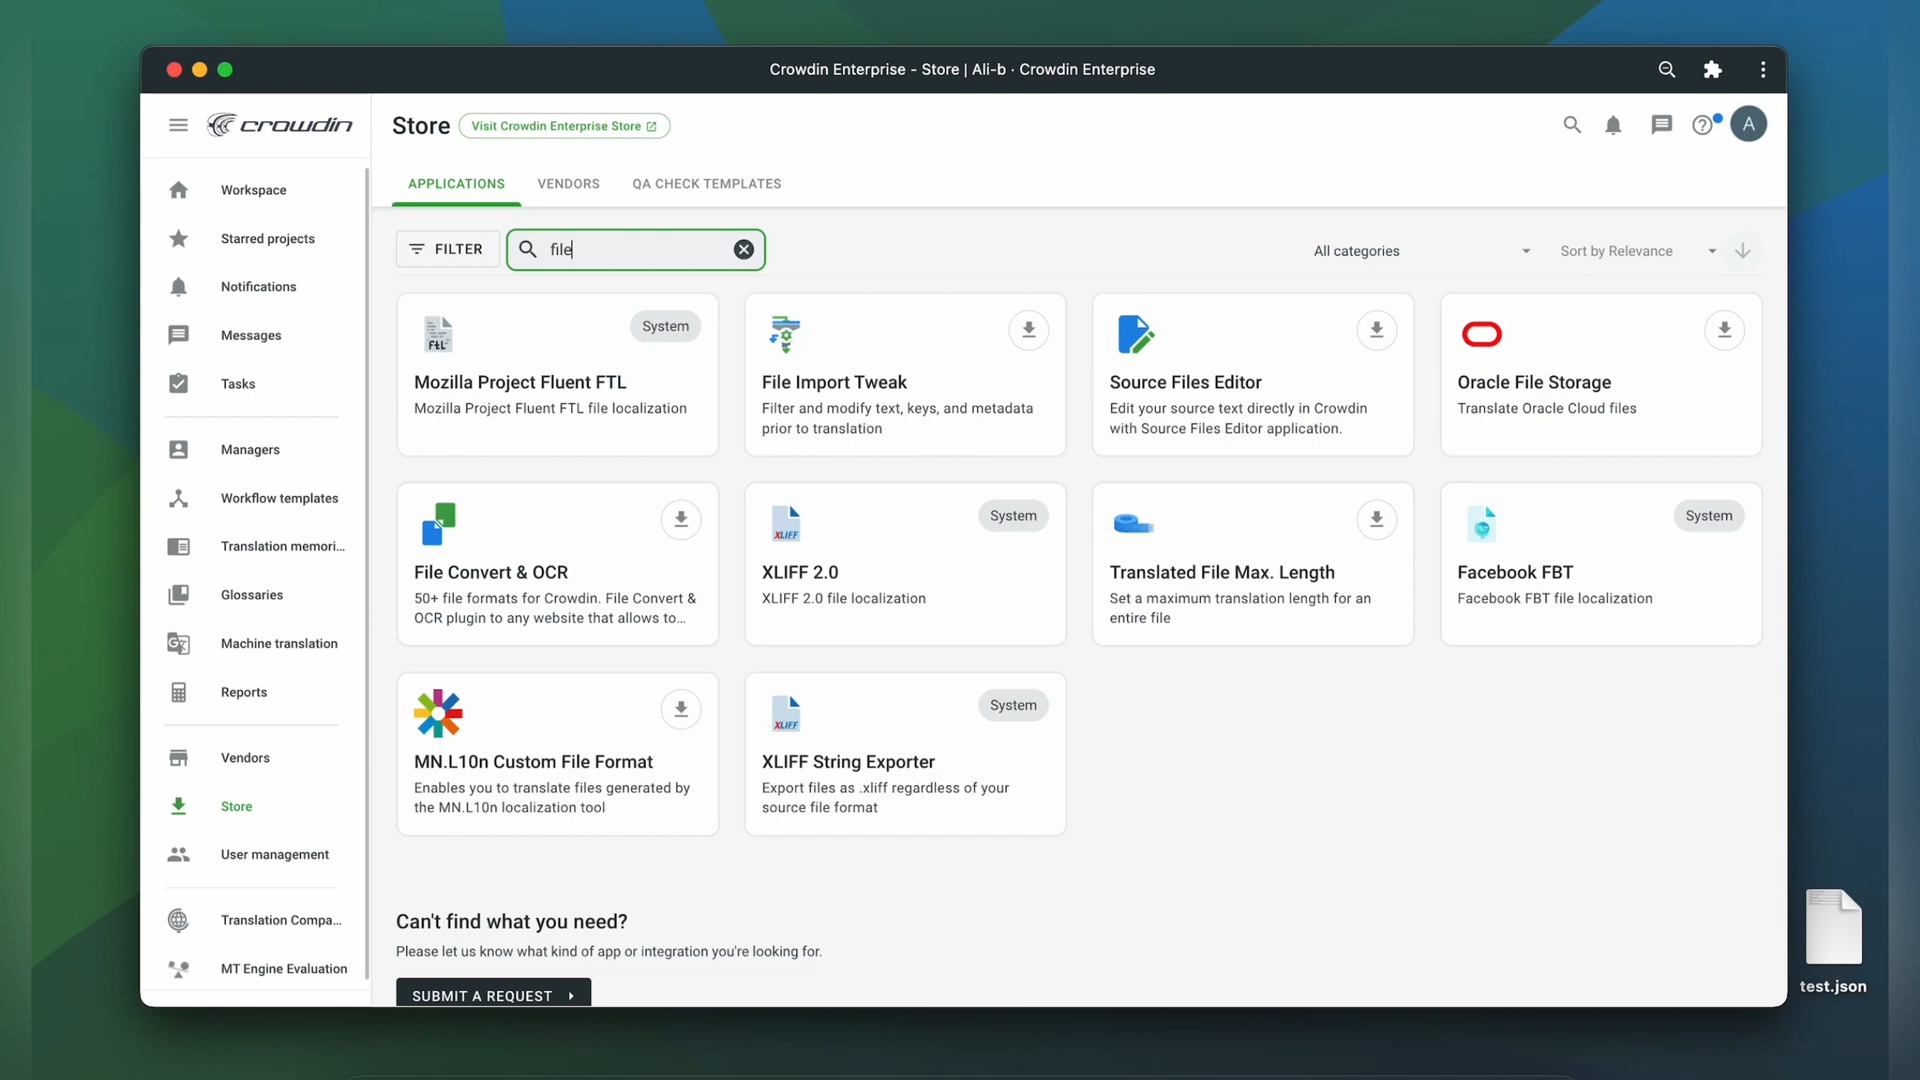 Crowdin Enterprise - Store | Ali-b · Crowdin Enterprise
crowdin
Store
Visit Crowdin Enterprise Store
A
Workspace
Starred projects
Notifications
Messages
Tasks
Managers
Workflow templates
Translation memori...
Glossaries
Machine translation
Reports
Vendors
Store
User management
Translation Compa...
MT Engine Evaluation
APPLICATIONS
VENDORS
QA CHECK TEMPLATES
FILTER
file
All categories
Sort by Relevance
FTL
System
Mozilla Project Fluent FTL
Mozilla Project Fluent FTL file localization
File Import Tweak
Filter and modify text, keys, and metadata
prior to translation
Source Files Editor
Edit your source text directly in Crowdin
with Source Files Editor application.
Oracle File Storage
Translate Oracle Cloud files
File Convert & OCR
50+ file formats for Crowdin. File Convert &
OCR plugin to any website that allows to...
XLIFF
System
XLIFF 2.0
XLIFF 2.0 file localization
Translated File Max. Length
Set a maximum translation length for an
entire file
System
Facebook FBT
Facebook FBT file localization
MN.L10n Custom File Format
Enables you to translate files generated by
the MN.L10n localization tool
XLIFF
System
XLIFF String Exporter
Export files as .xliff regardless of your
source file format
Can't find what you need?
Please let us know what kind of app or integration you're looking for.
SUBMIT A REQUEST
test.json